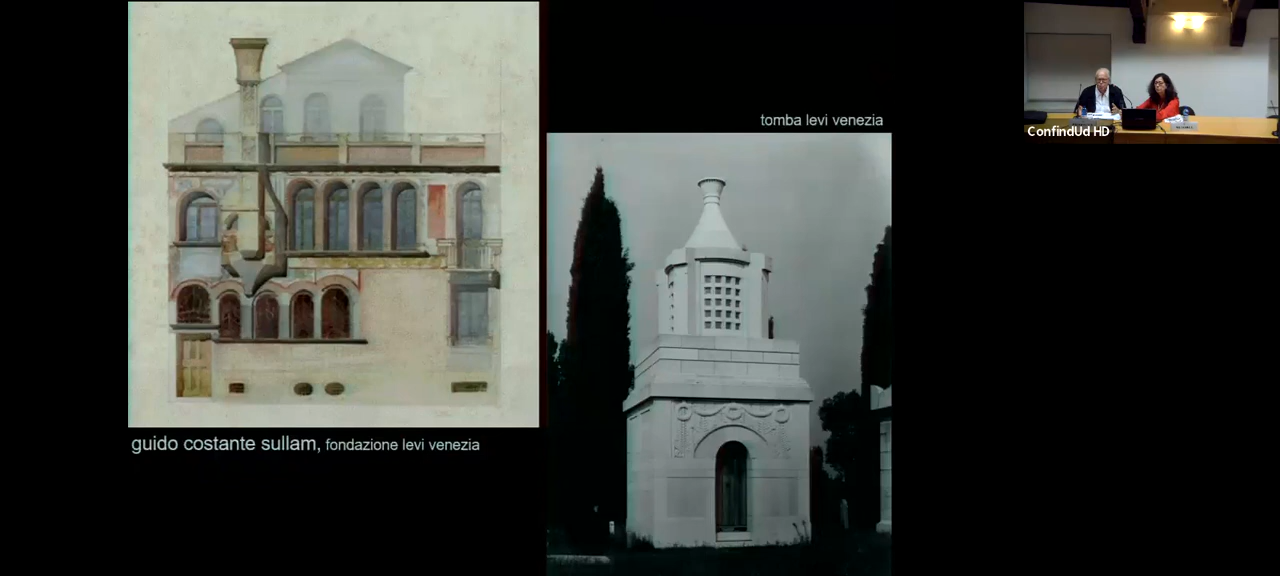 tomba levi venezia
ConfindUd HD
guido costante sullam, fondazione levi venezia